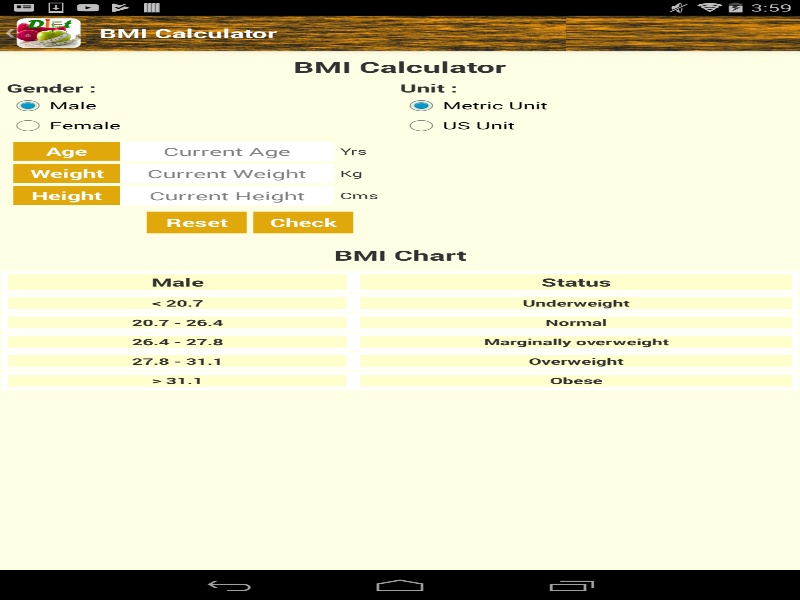 3:59
Diet
BMI Calculator
BMI Calculator
Gender :
Unit :
Male
Metric Unit
Female
US Unit
Age Current Age Yrs
Weight Current Weight Kg
Height Current Height Cms
Reset Check
BMI Chart
Male Status
< 20.7 Underweight
20.7 - 26.4 Normal
26.4 - 27.8 Marginally overweight
27.8 - 31.1 Overweight
> 31.1 Obese